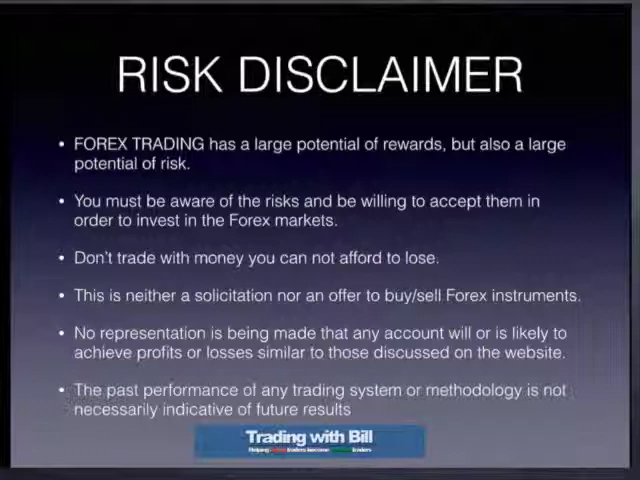 RISK DISCLAIMER
• FOREX TRADING has a large potential of rewards, but also a large
potential of risk.
• You must be aware of the risks and be willing to accept them in
order to invest in the Forex markets.
• Don't trade with money you can not afford to lose.
• This is neither a solicitation nor an offer to buy/sell Forex instruments.
• No representation is being made that any account will or is likely to
achieve profits or losses similar to those discussed on the website.
• The past performance of any trading system or methodology is not
necessarily indicative of future results
Trading with Bill
Helping traders become traders